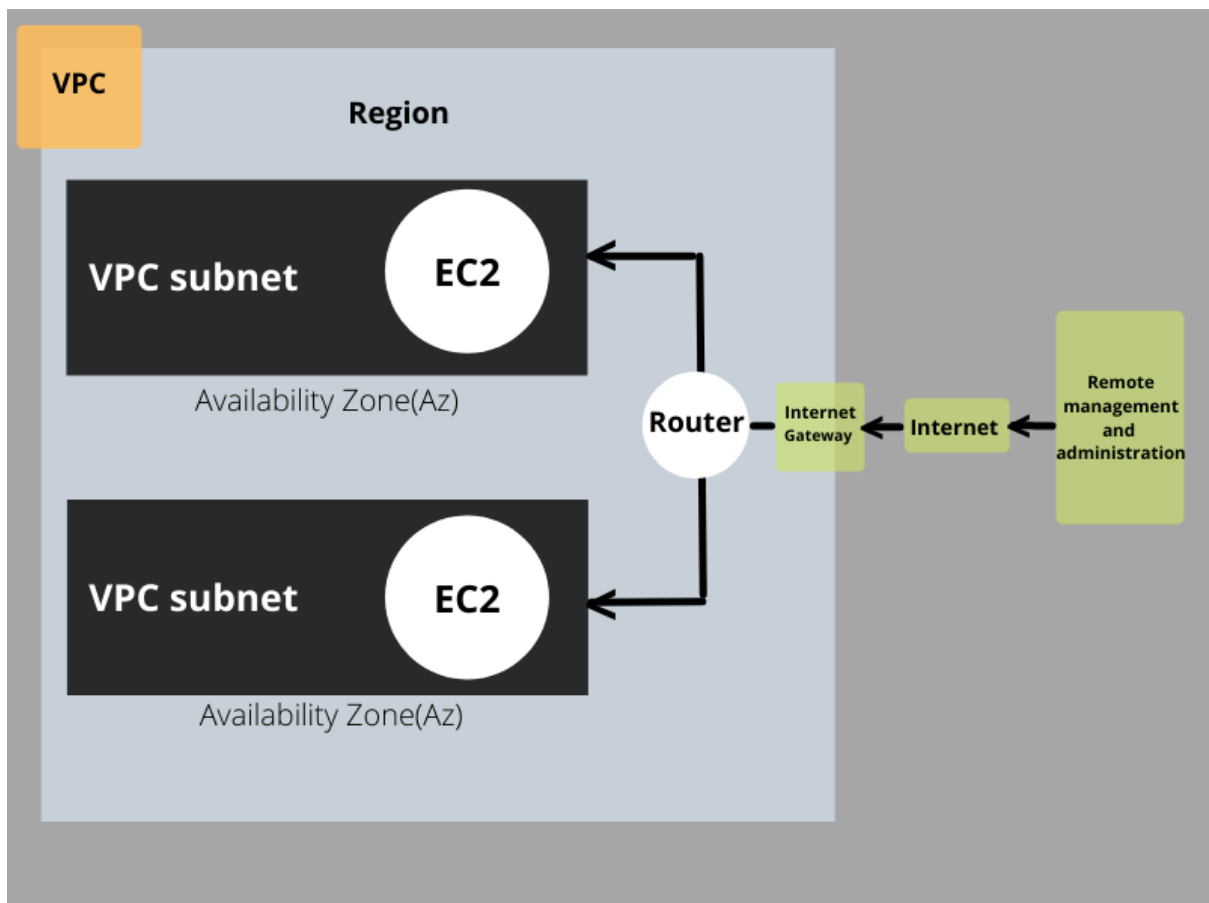 VPC
Region
VPC subnet
EC2
Availability Zone(Az)
Router
Internet
Gateway
Internet
Remote
management
and
administration
VPC subnet
EC2
Availability Zone(Az)